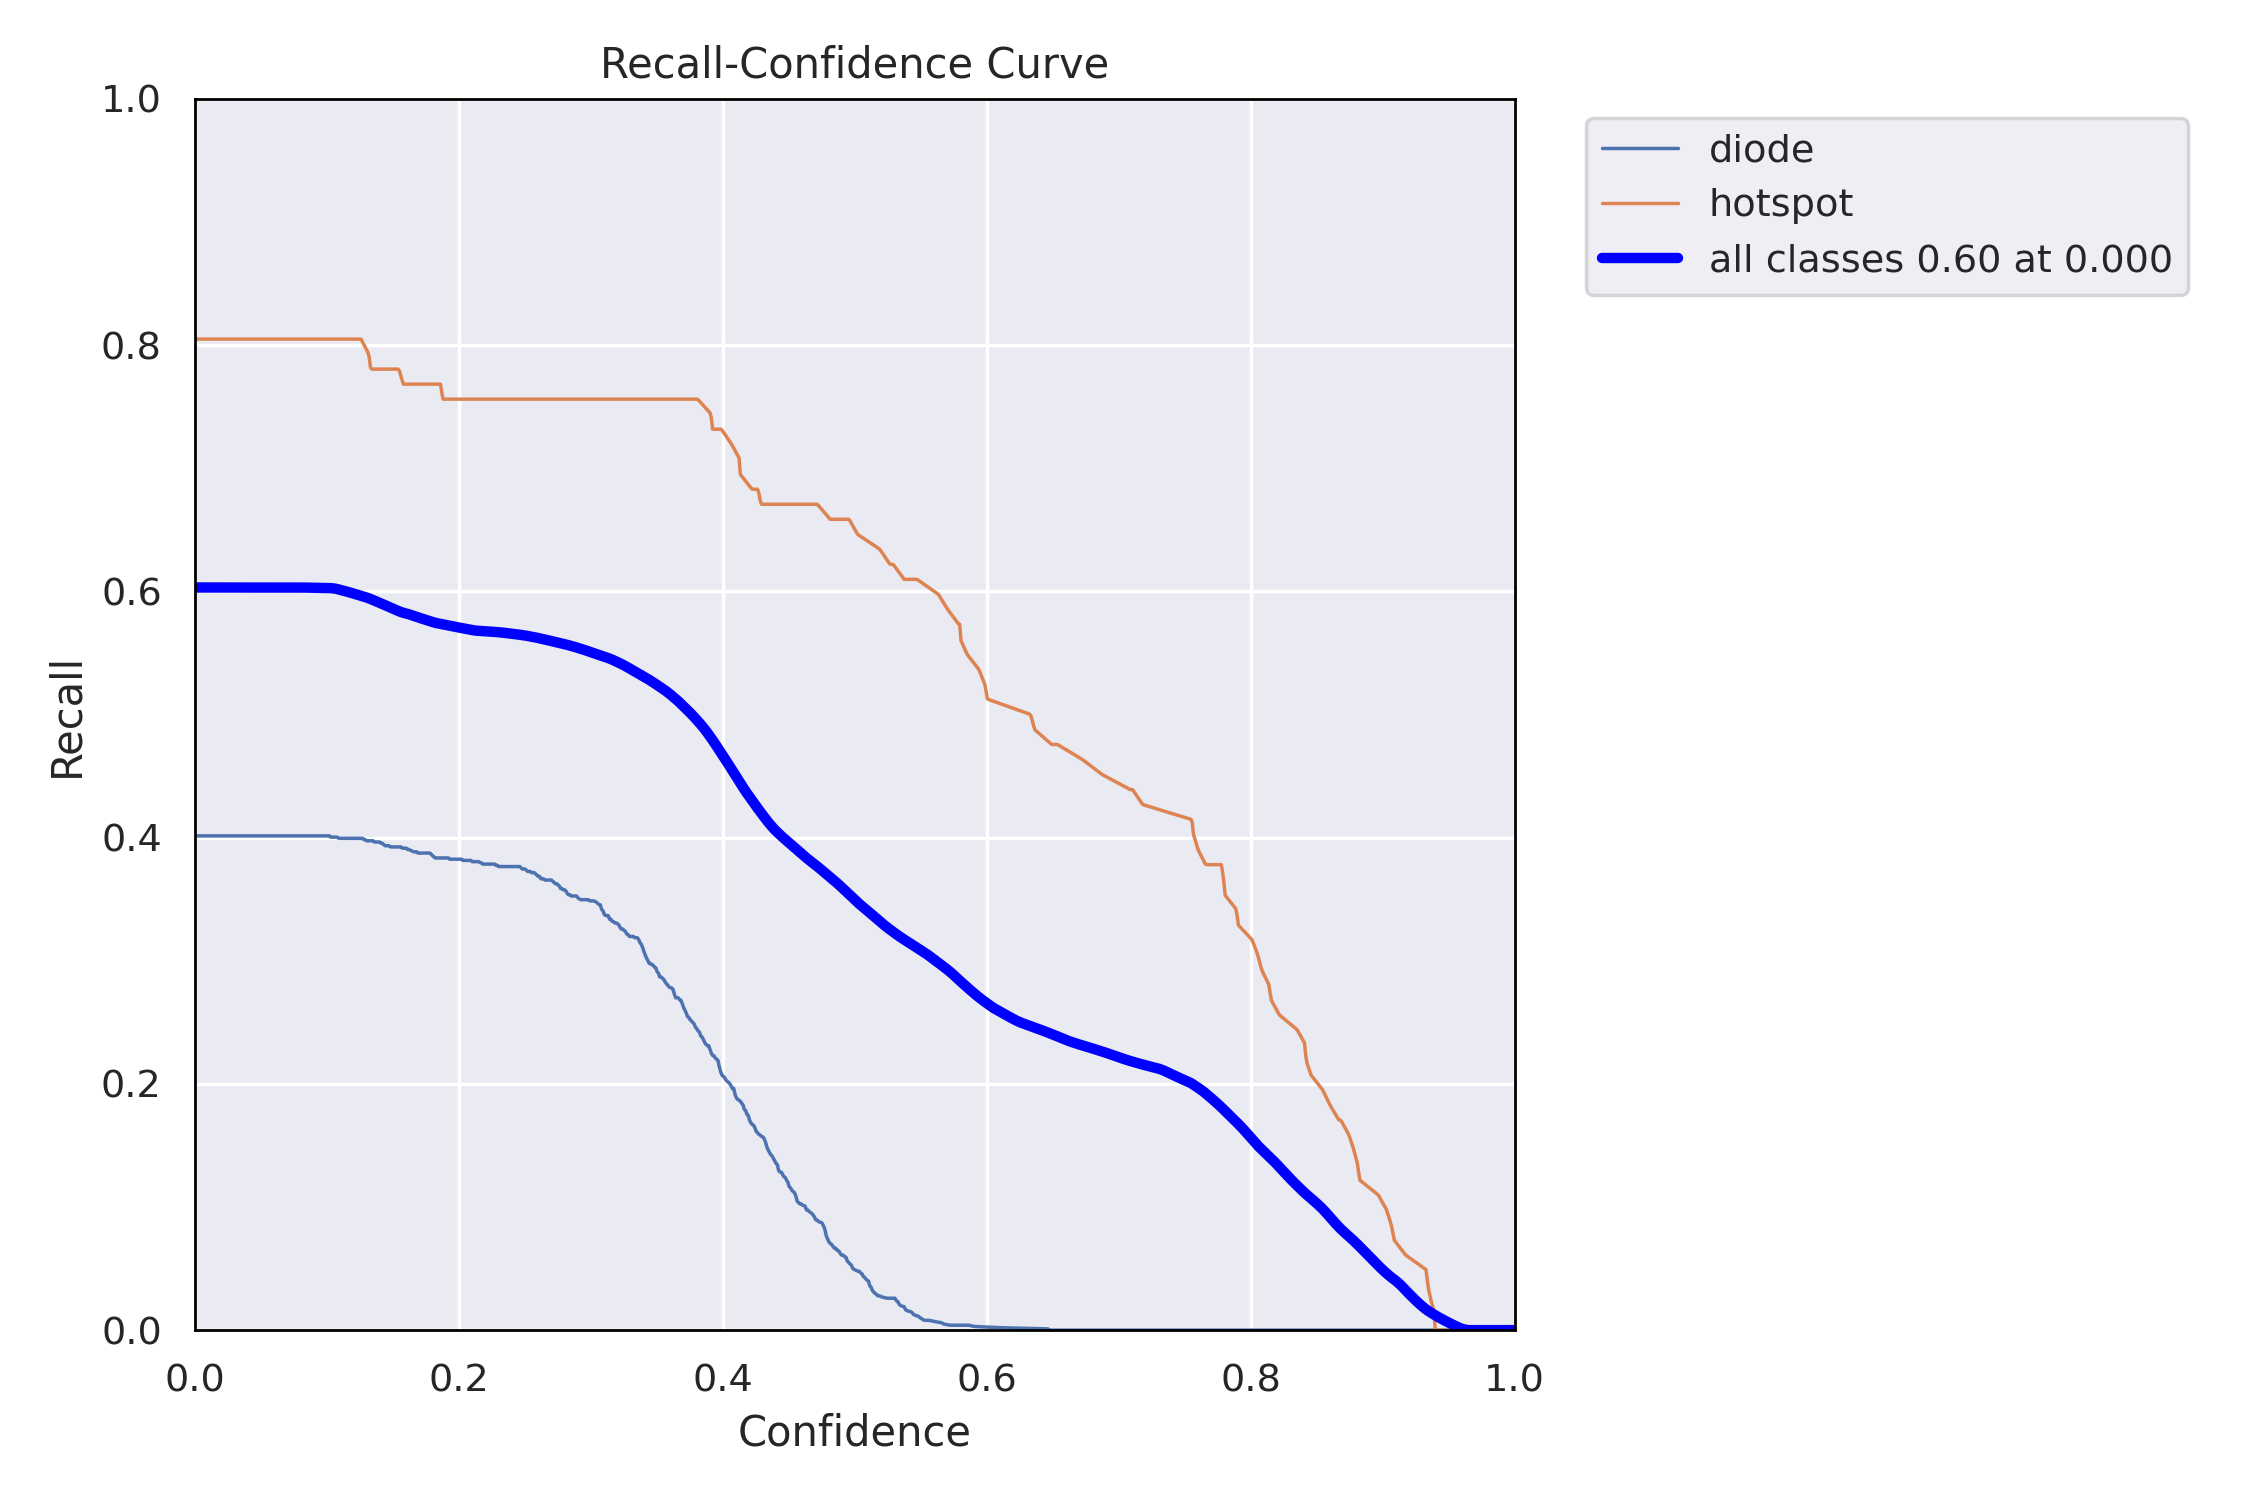 Recall-Confidence Curve
1.0
0.8
0.6
0.4
0.2
0.0
Recall
0.0 0.2 0.4 0.6 0.8 1.0
Confidence
diode
hotspot
all classes 0.60 at 0.000